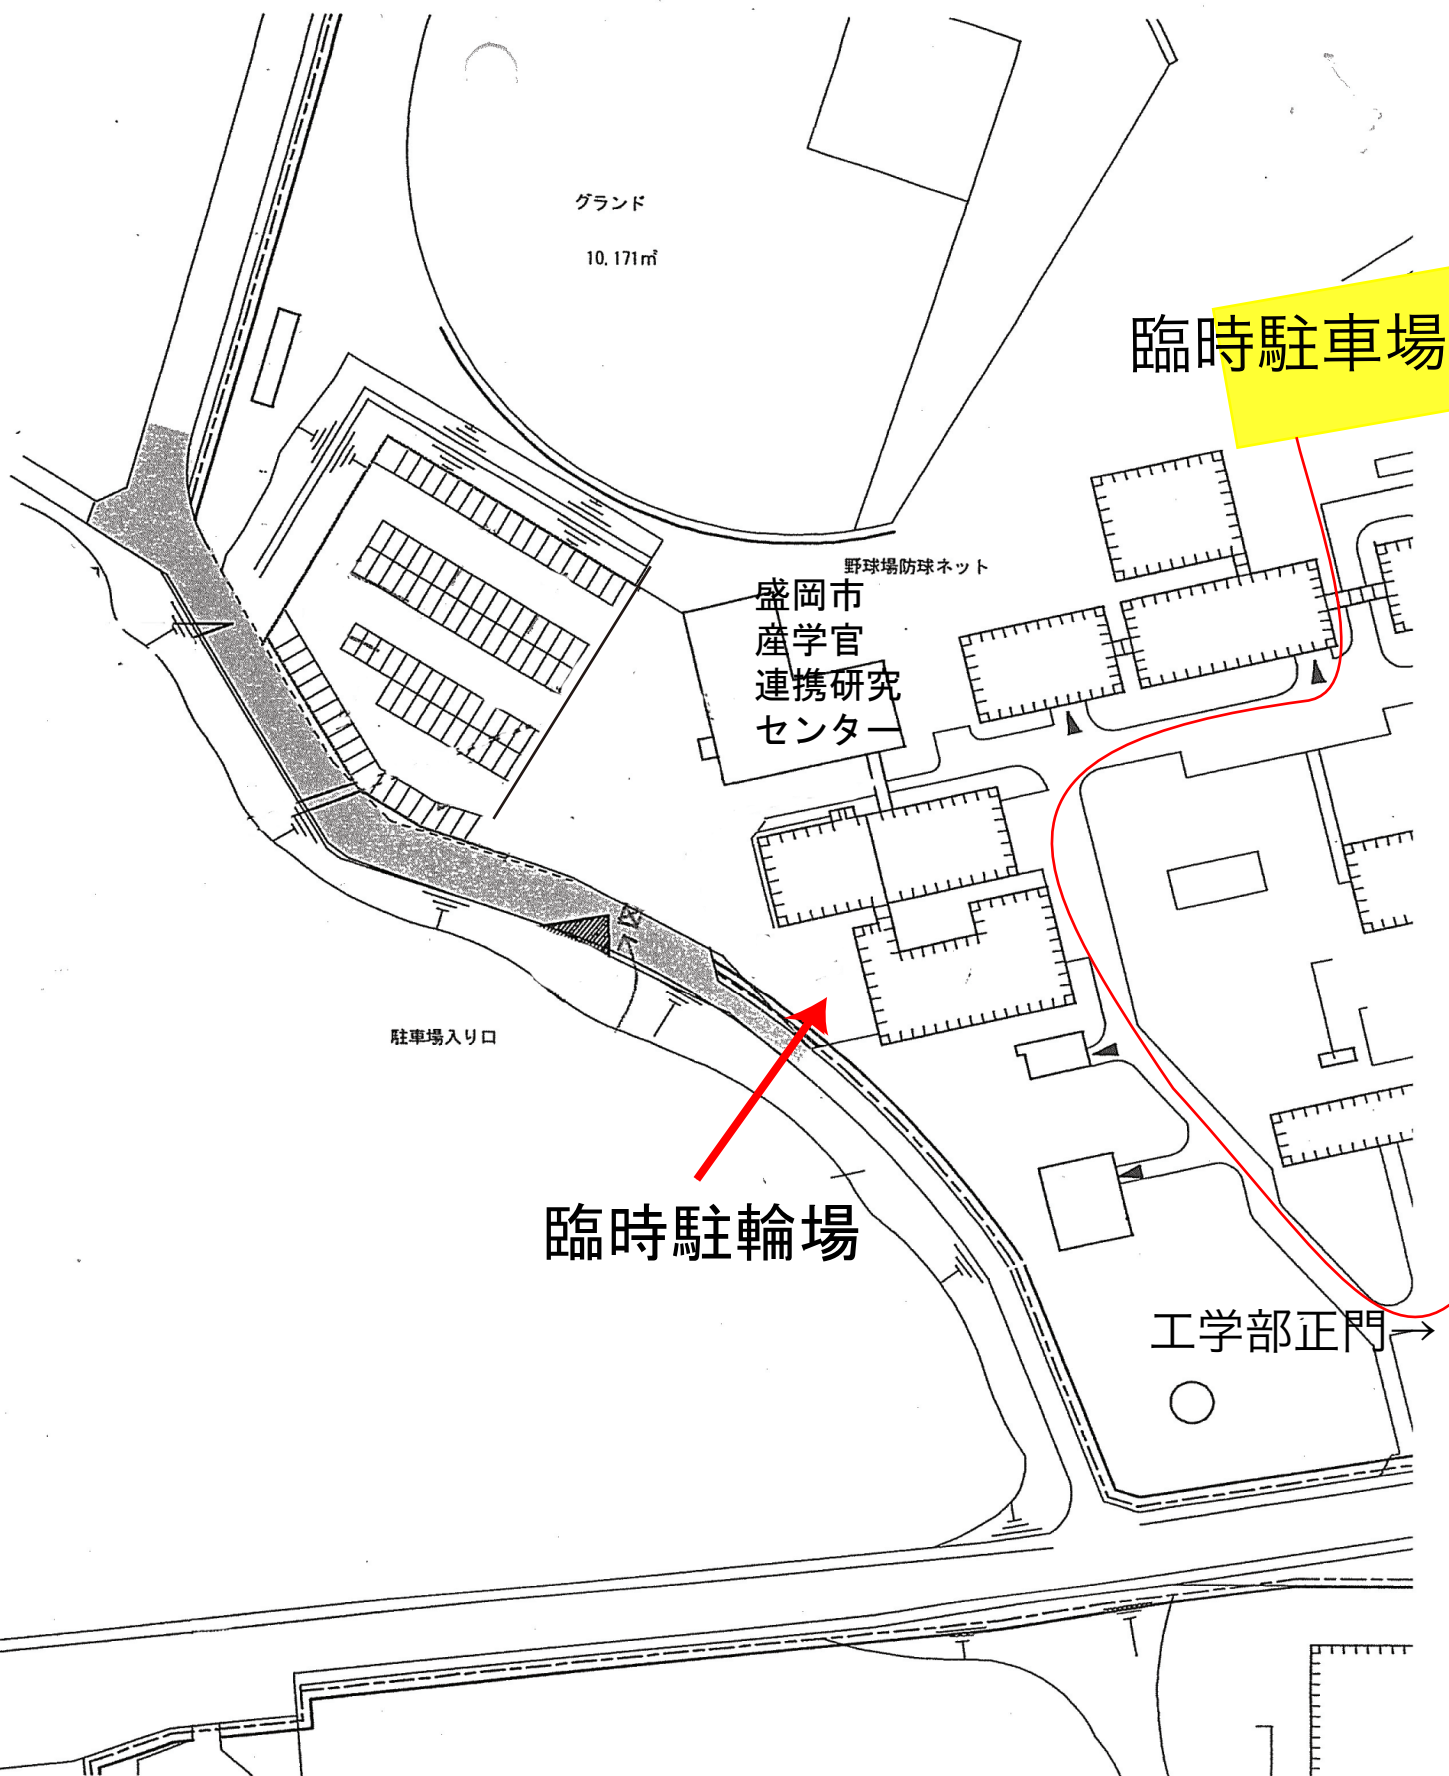 グランド
10,171㎡
臨時駐車場
野球場防球ネット
盛岡市
産学官
連携研究
センター
駐車場入り口
臨時駐輪場
工学部正門→